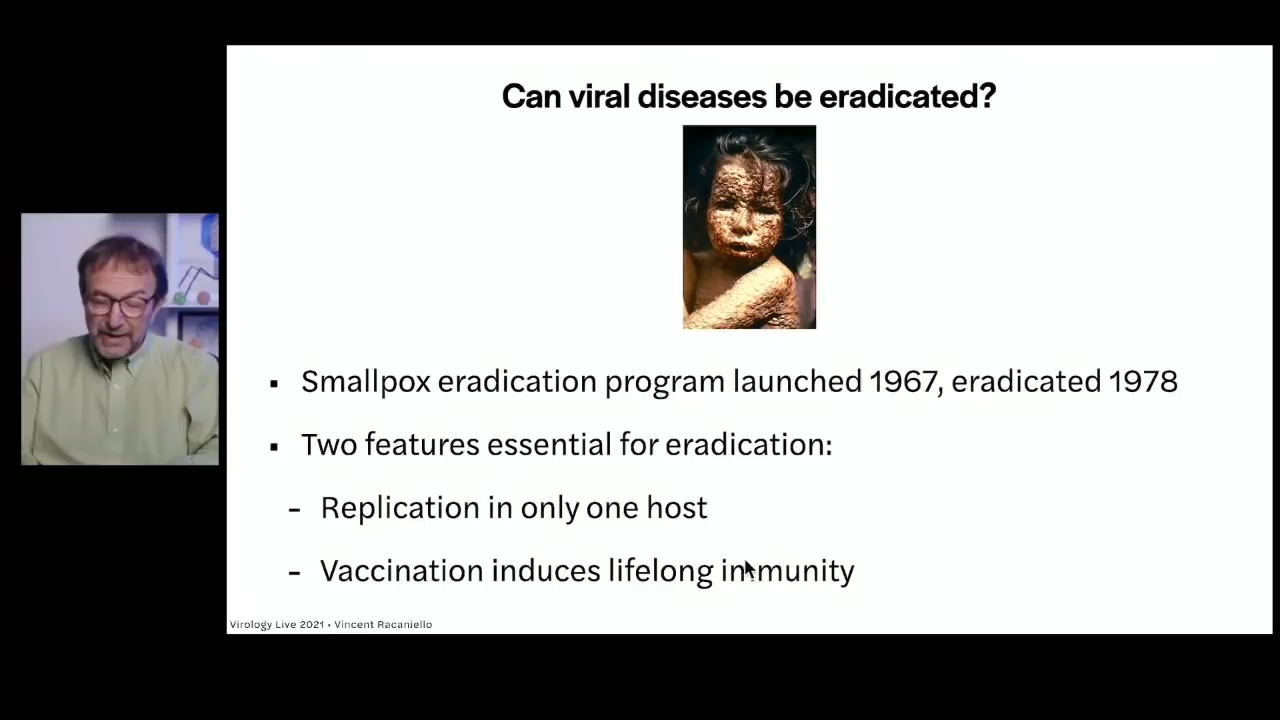 Can viral diseases be eradicated?
▪ Smallpox eradication program launched 1967, eradicated 1978
▪ Two features essential for eradication:
- Replication in only one host
- Vaccination induces lifelong immunity
Virology Live 2021 • Vincent Racaniello